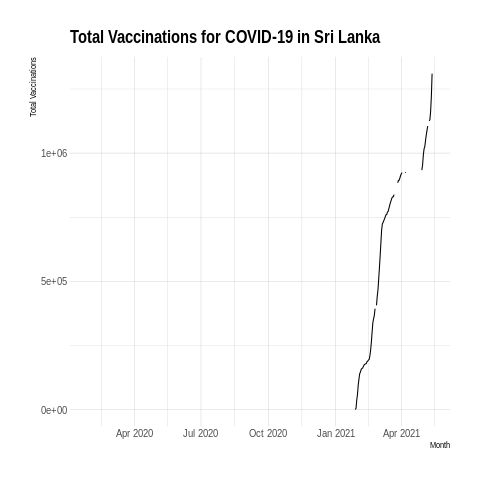 Total Vaccinations for COVID-19 in Sri Lanka
Total Vaccinations
1e+06
5e+05
0e+00
Apr 2020 Jul 2020 Oct 2020 Jan 2021 Apr 2021
Month